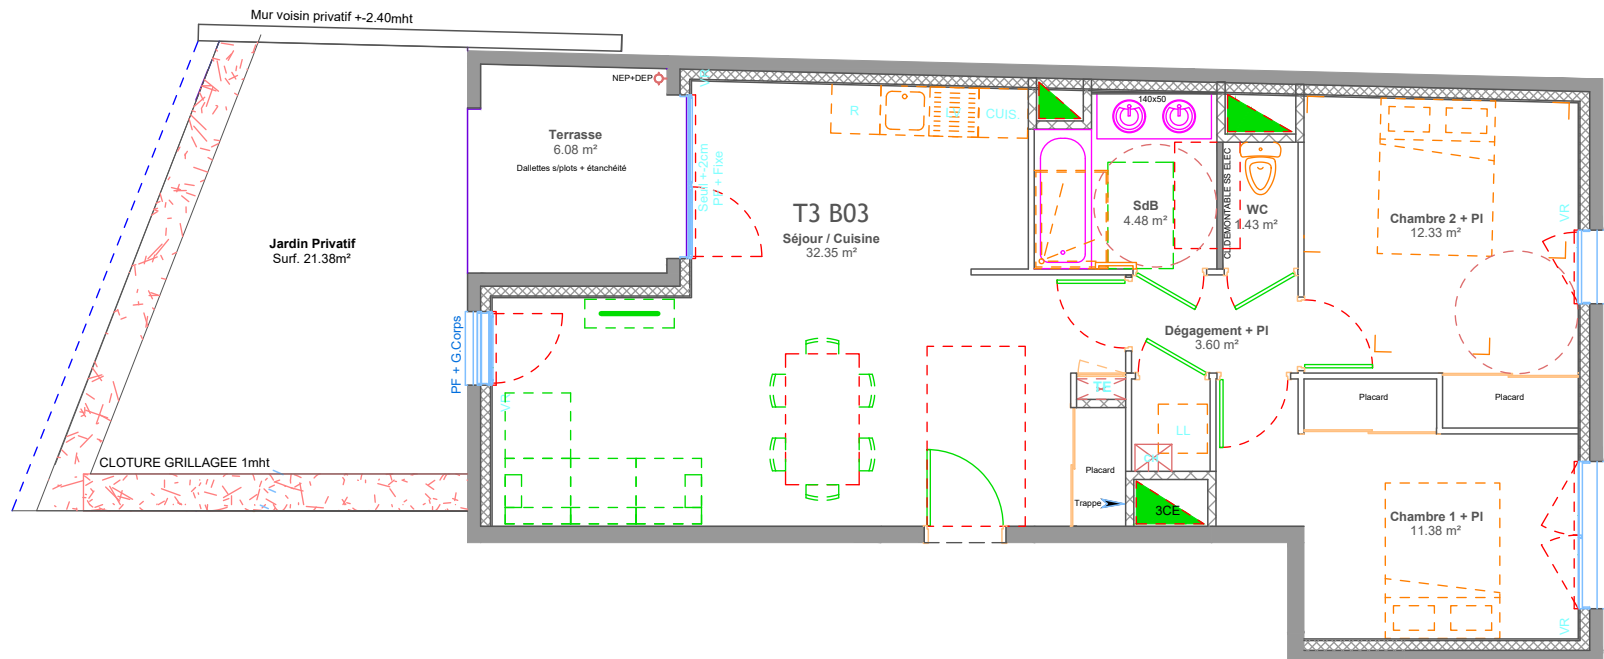 Mur voisin privatif +-2.40mht
NEP+DEP
VR
Terrasse
6.08 m²
Dallettes s/plots + étanchéité
Seuil +-2cm
PF + Fixe
R
CUIS.
140x50
T3 B03
Séjour / Cuisine
32.35 m²
SdB
4.48 m²
CL DEMONTABLE SS ELEC
WC
1.43 m²
Chambre 2 + Pl
12.33 m²
VR
Jardin Privatif
Surf. 21.38m²
PF + G.Corps
VR
Dégagement + Pl
3.60 m²
TE
Placard
Placard
LL
CLOTURE GRILLAGEE 1mht
Placard
Trappe
3CE
Chambre 1 + Pl
11.38 m²
VR